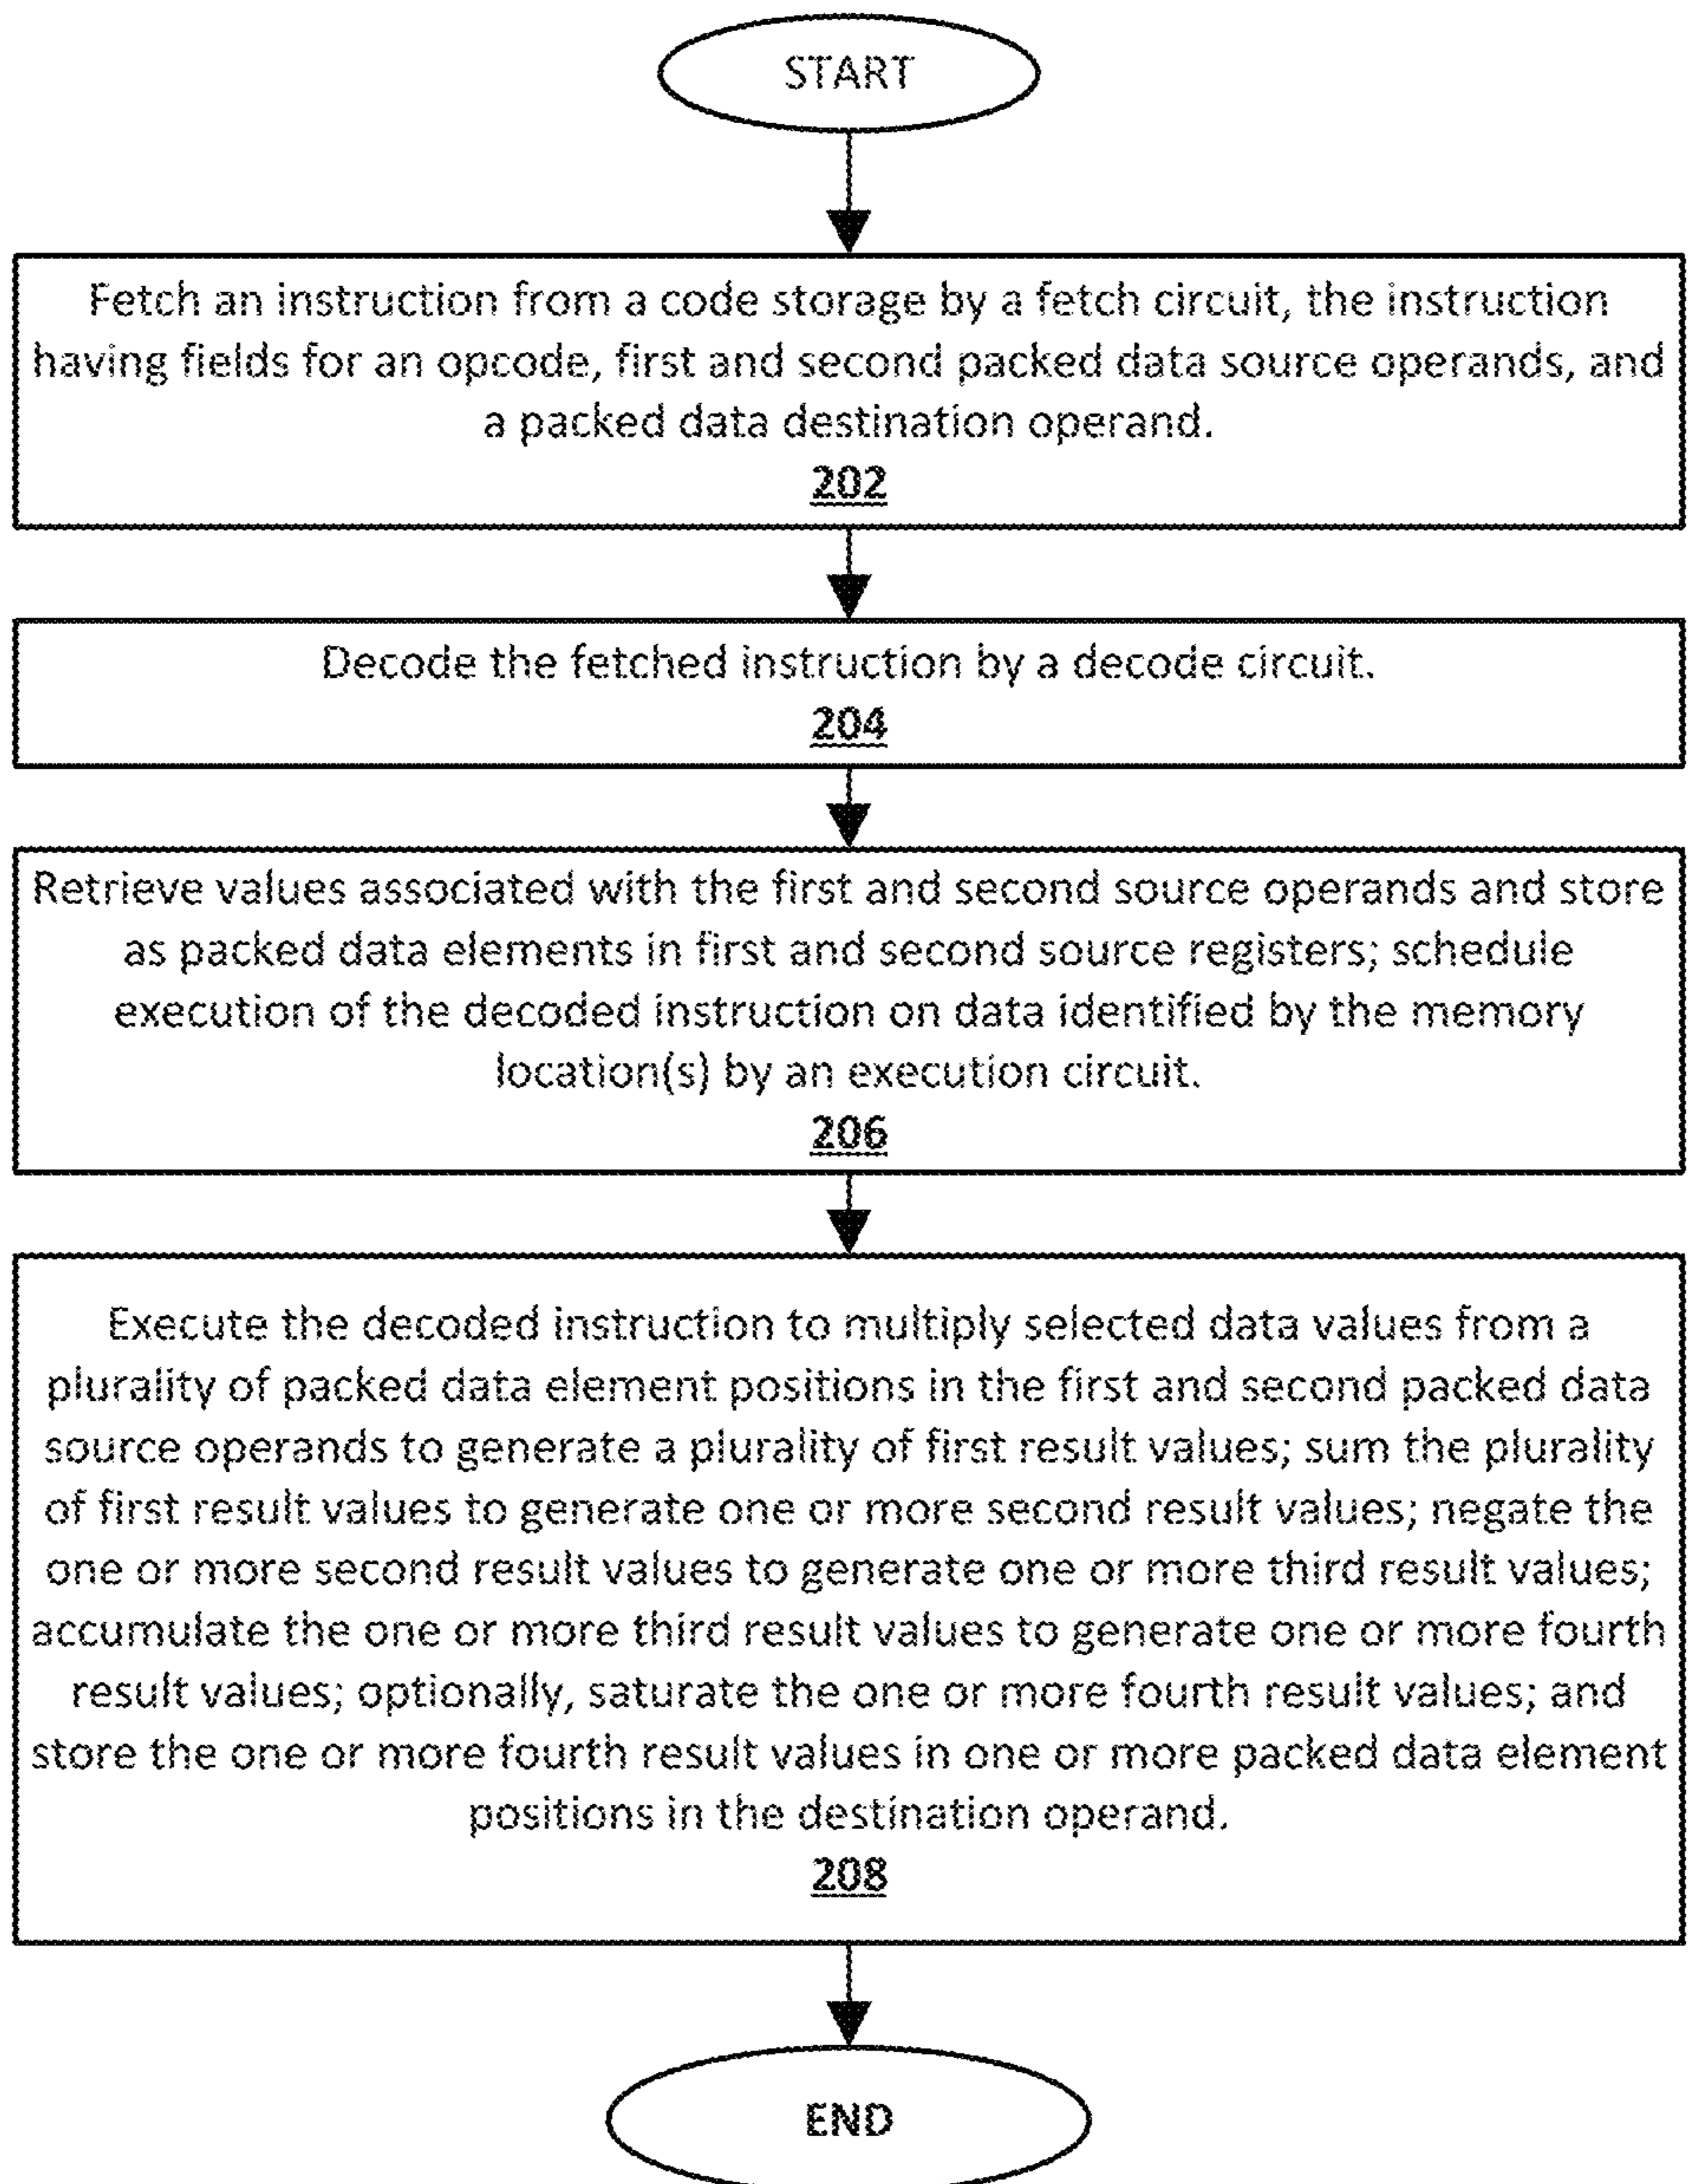 START
Fetch an instruction from a code storage by a fetch circuit, the instruction
having fields for an opcode, first and second packed data source operands, and
a packed data destination operand.
202
Decode the fetched instruction by a decode circuit.
204
Retrieve values associated with the first and second source operands and store
as packed data elements in first and second source registers; schedule
execution of the decoded instruction on data identified by the memory
location(s) by an execution circuit.
206
Execute the decoded instruction to multiply selected data values from a
plurality of packed data element positions in the first and second packed data
source operands to generate a plurality of first result values; sum the plurality
of first result values to generate one or more second result values; negate the
one or more second result values to generate one or more third result values;
accumulate the one or more third result values to generate one or more fourth
result values; optionally, saturate the one or more fourth result values; and
store the one or more fourth result values in one or more packed data element
positions in the destination operand.
208
END